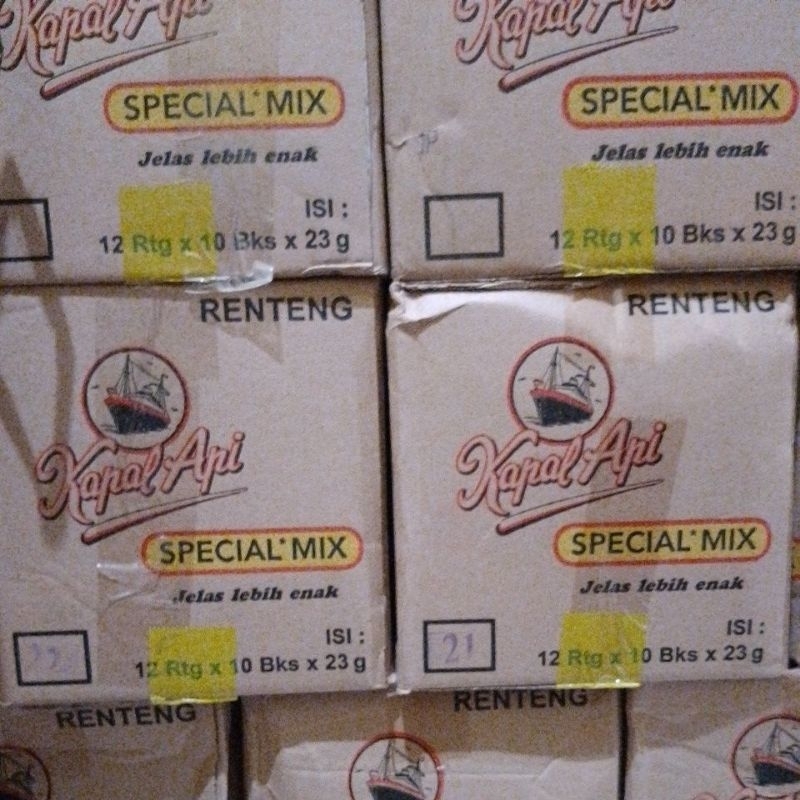 Kapal Api
SPECIAL* MIX
Jelas lebih enak
ISI :
12 Rtg x 10 Bks x 23 g
Kapal Api
SPECIAL* MIX
Jelas lebih enak
ISI :
12 Rtg x 10 Bks x 23 g
RENTENG
Kapal Api
SPECIAL* MIX
Jelas lebih enak
ISI :
12 Rtg x 10 Bks x 23 g
RENTENG
Kapal Api
SPECIAL* MIX
Jelas lebih enak
21
ISI :
12 Rtg x 10 Bks x 23 g
RENTENG
RENTENG